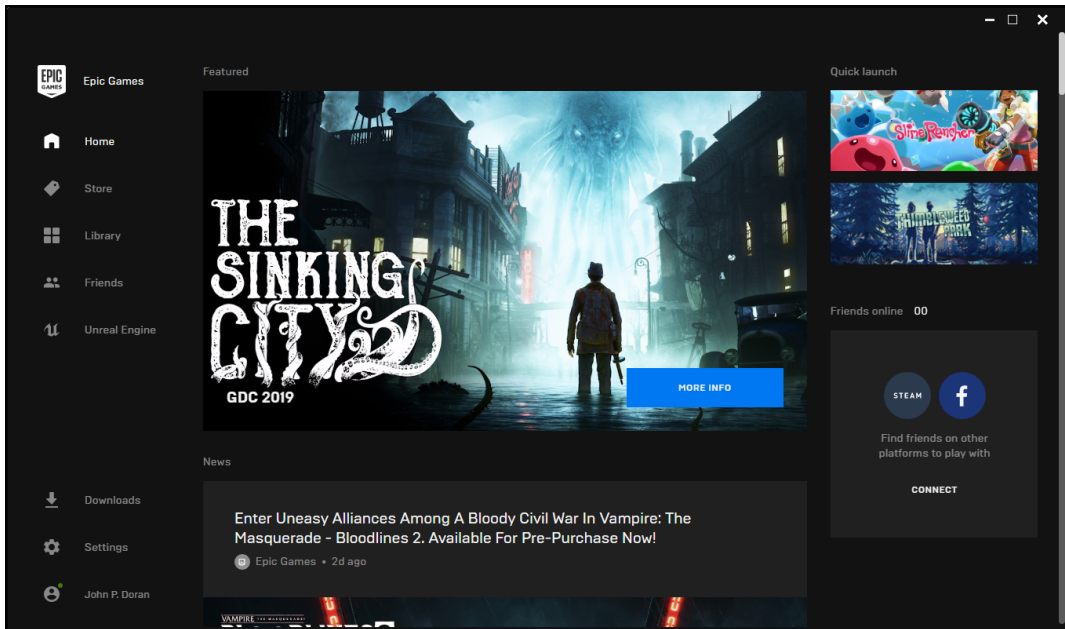 EPIC
GAMES
Epic Games
Home
Store
Library
Friends
Unreal Engine
Downloads
Settings
John P. Doran
Featured
THE
SINKING
CITY
GDC 2019
MORE INFO
News
Enter Uneasy Alliances Among A Bloody Civil War In Vampire: The
Masquerade - Bloodlines 2. Available For Pre-Purchase Now!
Epic Games • 2d ago
VAMPIRE THE MASQUERADE
Quick launch
Slime Rancher
THIMBLEWEED
PARK
Friends online 00
STEAM
f
Find friends on other
platforms to play with
CONNECT